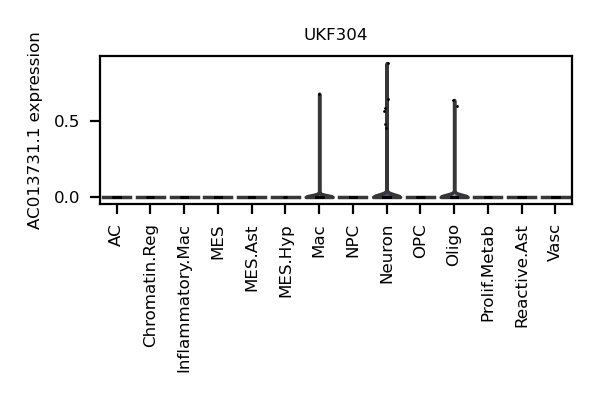 UKF304
AC013731.1 expression
0.5
0.0
AC
Chromatin.Reg
Inflammatory.Mac
MES
MES.Ast
MES.Hyp
Mac
NPC
Neuron
OPC
Oligo
Prolif.Metab
Reactive.Ast
Vasc